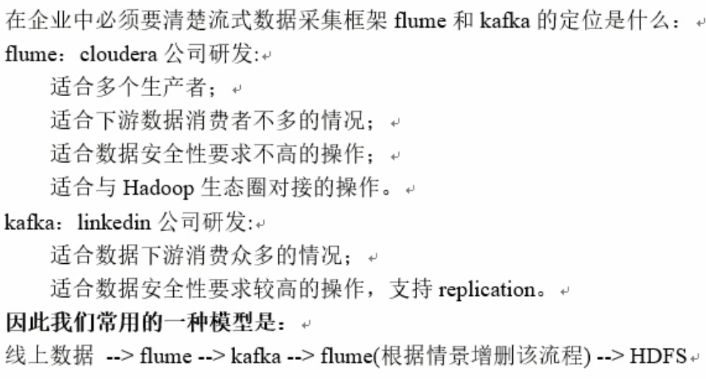 在企业中必须要清楚流式数据采集框架 flume 和 kafka 的定位是什么：
flume：cloudera 公司研发:
适合多个生产者；
适合下游数据消费者不多的情况；
适合数据安全性要求不高的操作；
适合与 Hadoop 生态圈对接的操作。
kafka：linkedin 公司研发:
适合数据下游消费众多的情况；
适合数据安全性要求较高的操作，支持 replication。
因此我们常用的一种模型是：
线上数据 --> flume --> kafka --> flume(根据情景增删该流程) --> HDFS